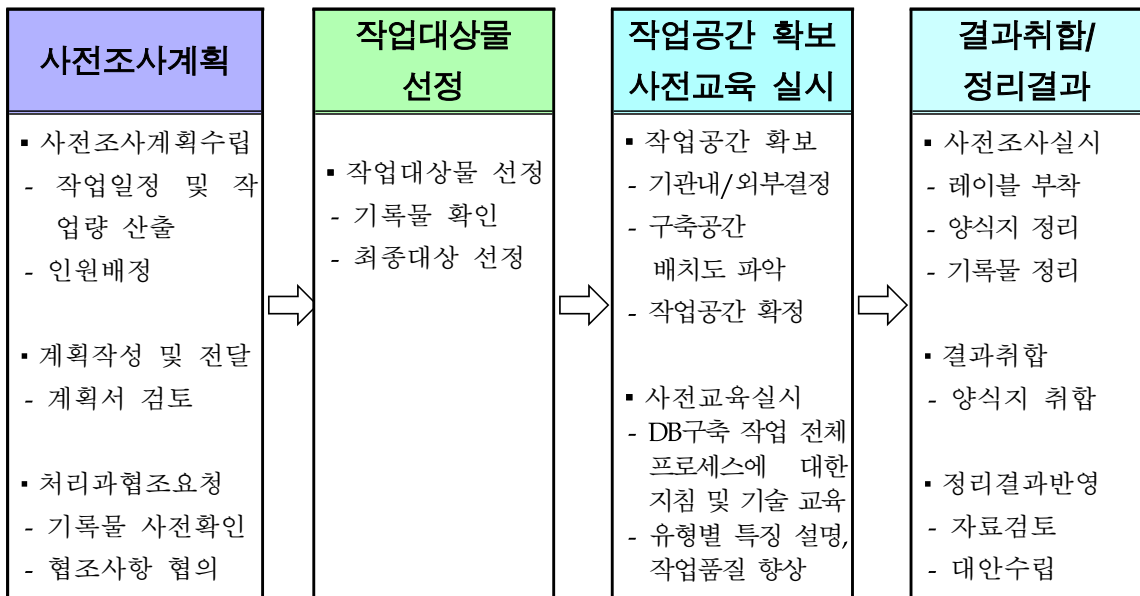 사전조사계획
▪ 사전조사계획수립
- 작업일정 및 작
업량 산출
- 인원배정
▪ 계획작성 및 전달
- 계획서 검토
▪ 처리과협조요청
- 기록물 사전확인
- 협조사항 협의
작업대상물
선정
▪ 작업대상물 선정
- 기록물 확인
- 최종대상 선정
작업공간 확보
사전교육 실시
▪ 작업공간 확보
- 기관내/외부결정
- 구축공간
배치도 파악
- 작업공간 확정
▪ 사전교육실시
- DB구축 작업 전체
프로세스에 대한
지침 및 기술 교육
- 유형별 특징 설명,
작업품질 향상
결과취합/
정리결과
▪ 사전조사실시
- 레이블 부착
- 양식지 정리
- 기록물 정리
▪ 결과취합
- 양식지 취합
▪ 정리결과반영
- 자료검토
- 대안수립